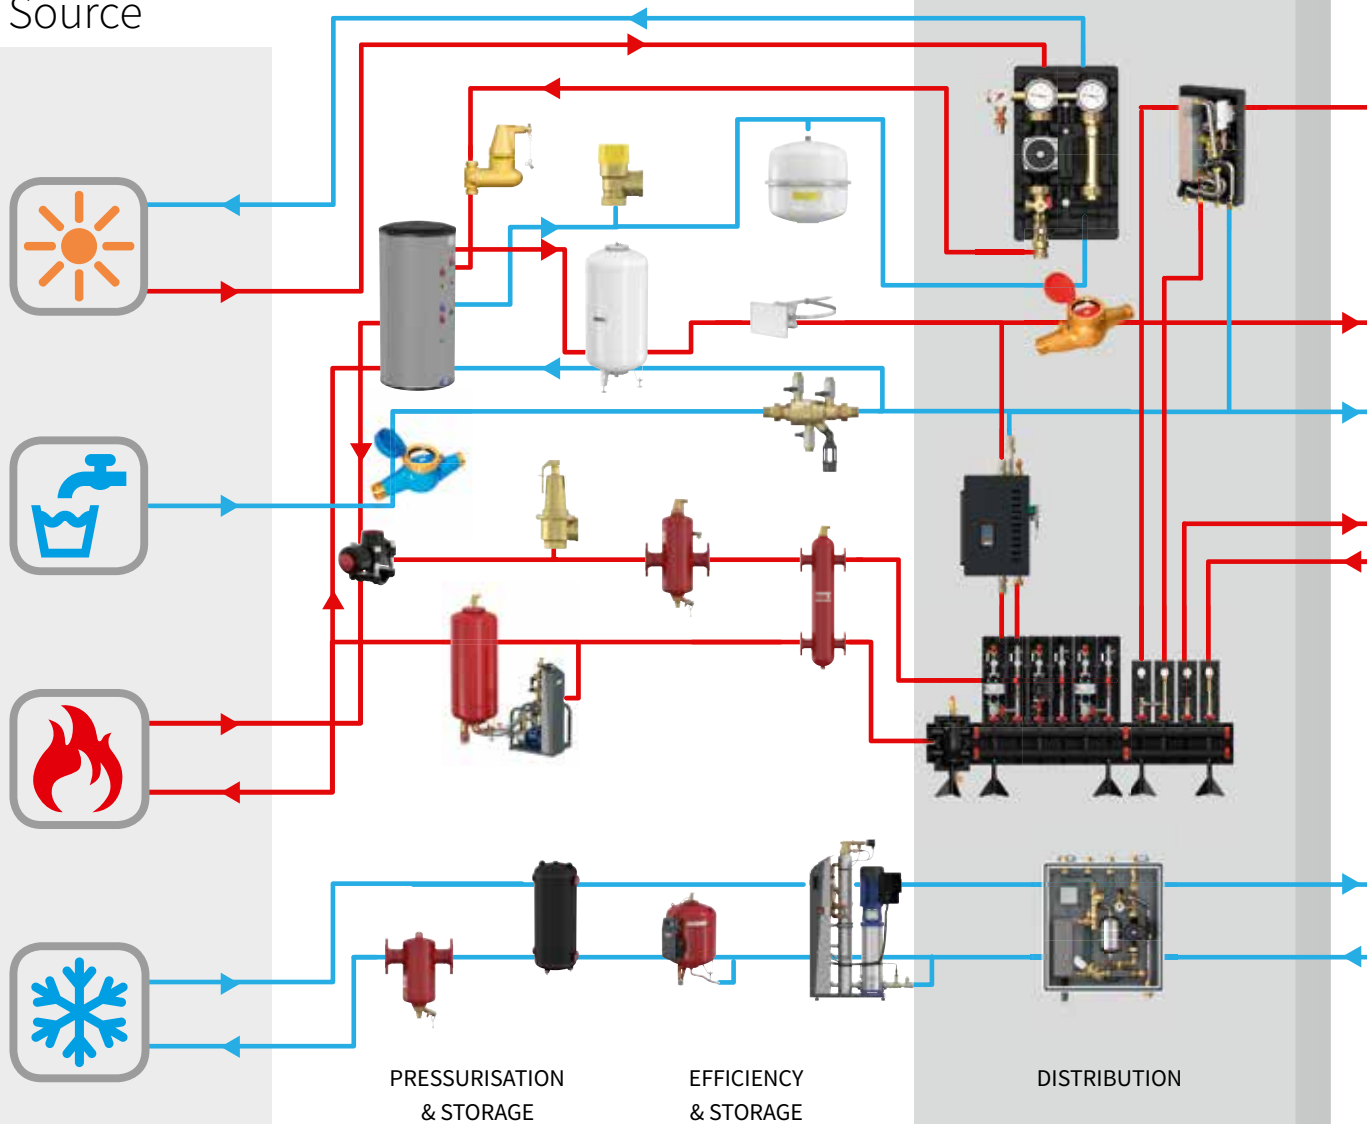 Source
PRESSURISATION
& STORAGE
EFFICIENCY
& STORAGE
DISTRIBUTION